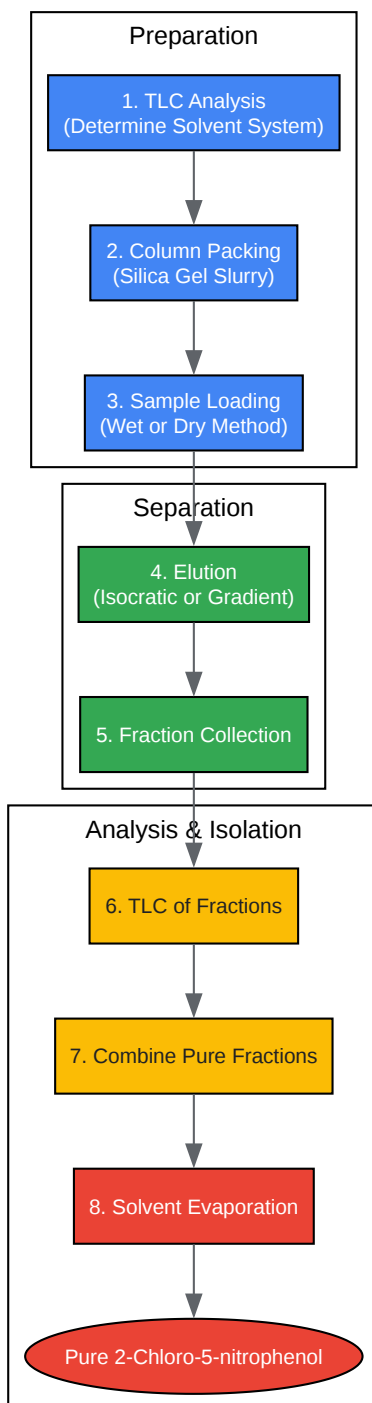 Preparation
1. TLC Analysis
(Determine Solvent System)
2. Column Packing
(Silica Gel Slurry)
3. Sample Loading
(Wet or Dry Method)
Separation
4. Elution
(Isocratic or Gradient)
5. Fraction Collection
Analysis & Isolation
6. TLC of Fractions
7. Combine Pure Fractions
8. Solvent Evaporation
Pure 2-Chloro-5-nitrophenol